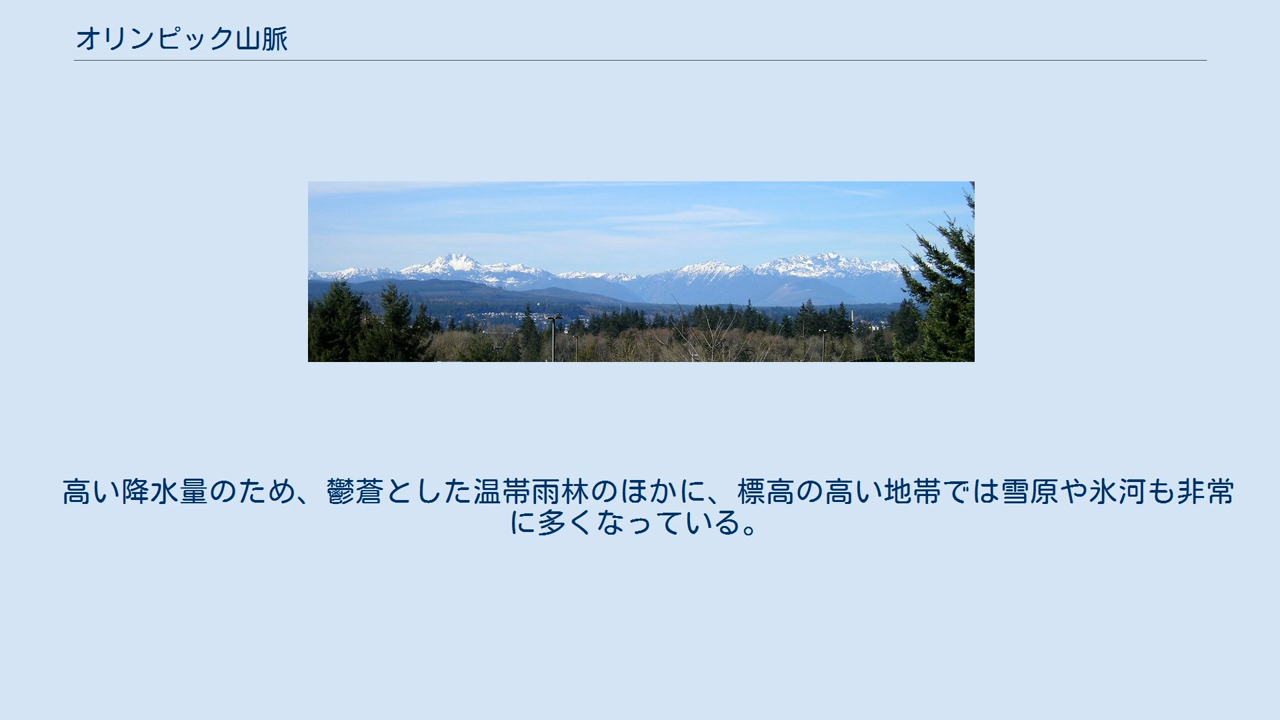 オリンピック山脈
高い降水量のため、鬱蒼とした温帯雨林のほかに、標高の高い地帯では雪原や氷河も非常
に多くなっている。